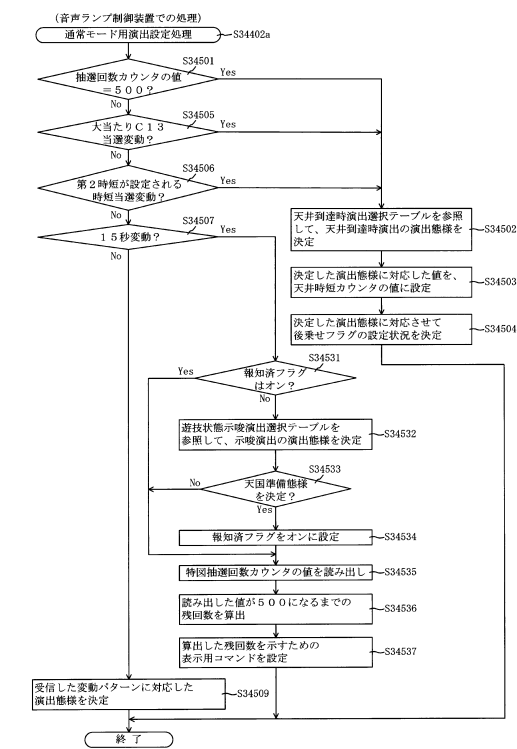 (音声ランプ制御装置での処理)
通常モード用演出設定処理
S34402a
抽選回数カウンタの値
＝５００？
S34501
Yes
No
大当たりＣ１３
当選変動？
S34505
Yes
No
第２時短が設定される
時短当選変動？
S34506
Yes
No
１５秒変動？
S34507
Yes
No
天井到達時演出選択テーブルを参照
して、天井到達時演出の演出態様を
決定
S34502
決定した演出態様に対応した値を、
天井時短カウンタの値に設定
S34503
決定した演出態様に対応させて
後乗せフラグの設定状況を決定
S34504
報知済フラグ
はオン？
S34531
Yes
No
遊技状態示唆演出選択テーブルを
参照して、示唆演出の演出態様を決定
S34532
天国準備態様
を決定？
S34533
No
Yes
報知済フラグをオンに設定
S34534
特図抽選回数カウンタの値を読み出し
S34535
読み出した値が５００になるまでの
残回数を算出
S34536
算出した残回数を示すための
表示用コマンドを設定
S34537
受信した変動パターンに対応した
演出態様を決定
S34509
終了